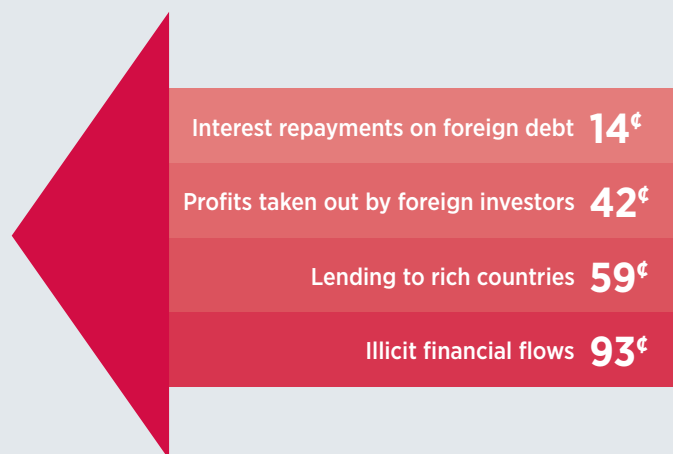 Interest repayments on foreign debt 14¢
Profits taken out by foreign investors 42¢
Lending to rich countries 59¢
Illicit financial flows 93¢